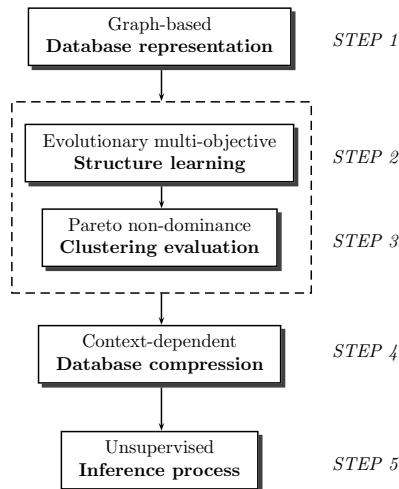 Graph-based
Database representation
STEP 1
Evolutionary multi-objective
Structure learning
STEP 2
Pareto non-dominance
Clustering evaluation
STEP 3
Context-dependent
Database compression
STEP 4
Unsupervised
Inference process
STEP 5